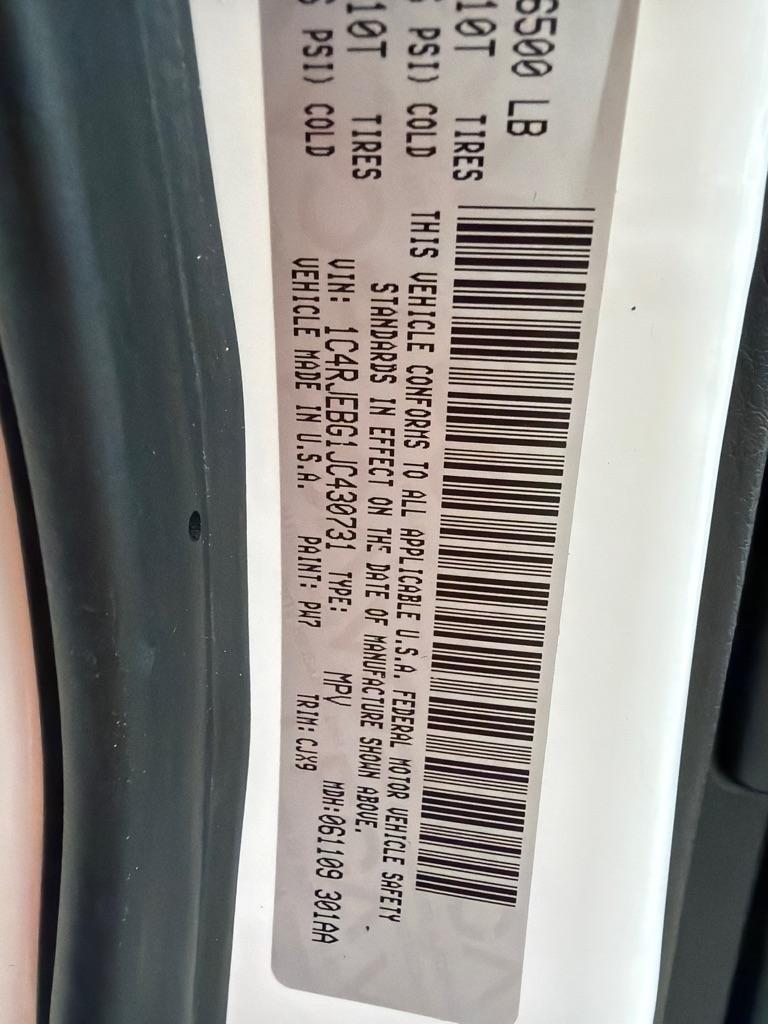 6500 LB
10T TIRES
PSI) COLD
10T TIRES
PSI) COLD
THIS VEHICLE CONFORMS TO ALL APPLICABLE U.S.A. FEDERAL MOTOR VEHICLE SAFETY
STANDARDS IN EFFECT ON THE DATE OF MANUFACTURE SHOWN ABOVE.
VIN: 1C4RJEBG1JC430731 TYPE: MPV MDH:061109 301AA
VEHICLE MADE IN U.S.A. PAINT: PW7 TRIM: CJX9